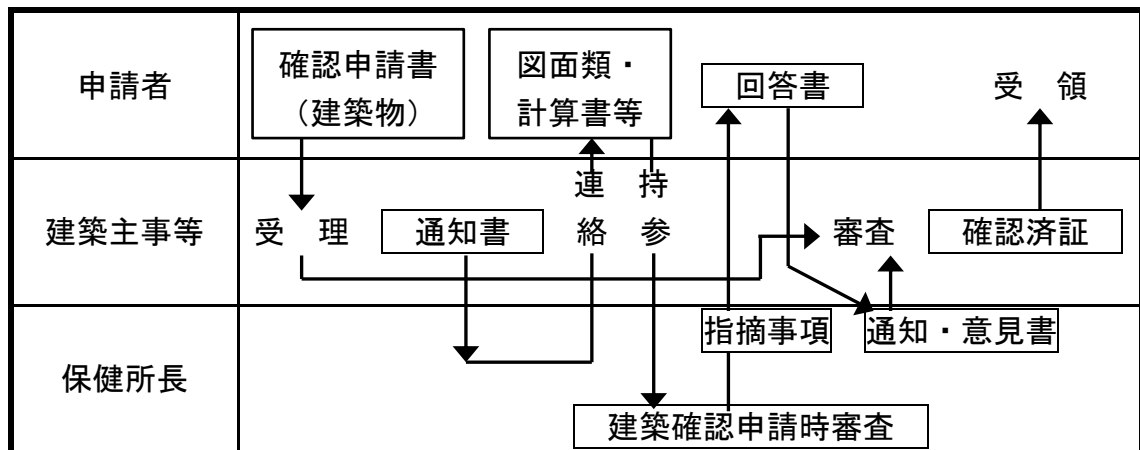 申請者
確認申請書
（建築物）
図面類・
計算書等
回答書
受　領
建築主事等
受　理
通知書
連絡
持参
審査
確認済証
保健所長
指摘事項
通知・意見書
建築確認申請時審査